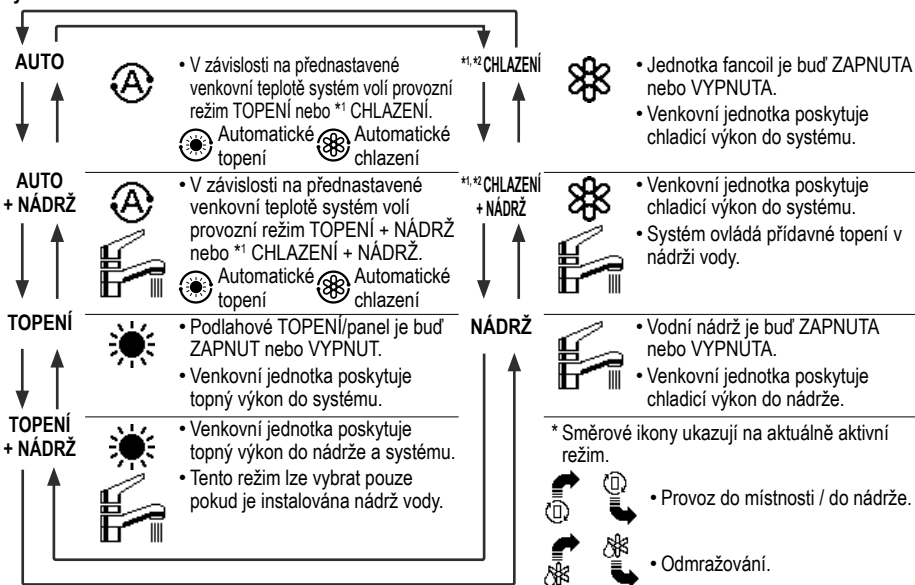 AUTO
• V závislosti na přednastavené
venkovní teplotě systém volí provozní
režim TOPENÍ nebo *1 CHLAZENÍ.
Automatické topení
Automatické chlazení
AUTO
+ NÁDRŽ
• V závislosti na přednastavené
venkovní teplotě systém volí
provozní režim TOPENÍ + NÁDRŽ
nebo *1 CHLAZENÍ + NÁDRŽ.
Automatické topení
Automatické chlazení
TOPENÍ
• Podlahové TOPENÍ/panel je buď
ZAPNUT nebo VYPNUT.
• Venkovní jednotka poskytuje
topný výkon do systému.
TOPENÍ
+ NÁDRŽ
• Venkovní jednotka poskytuje
topný výkon do nádrže a systému.
• Tento režim lze vybrat pouze
pokud je instalována nádrž vody.
*1, *2 CHLAZENÍ
• Jednotka fancoil je buď ZAPNUTA
nebo VYPNUTA.
• Venkovní jednotka poskytuje
chladicí výkon do systému.
*1, *2 CHLAZENÍ
+ NÁDRŽ
• Venkovní jednotka poskytuje
chladicí výkon do systému.
• Systém ovládá přídavné topení v
nádrži vody.
NÁDRŽ
• Vodní nádrž je buď ZAPNUTA
nebo VYPNUTA.
• Venkovní jednotka poskytuje
chladicí výkon do nádrže.
* Směrové ikony ukazují na aktuálně aktivní
režim.
• Provoz do místnosti / do nádrže.
• Odmražování.